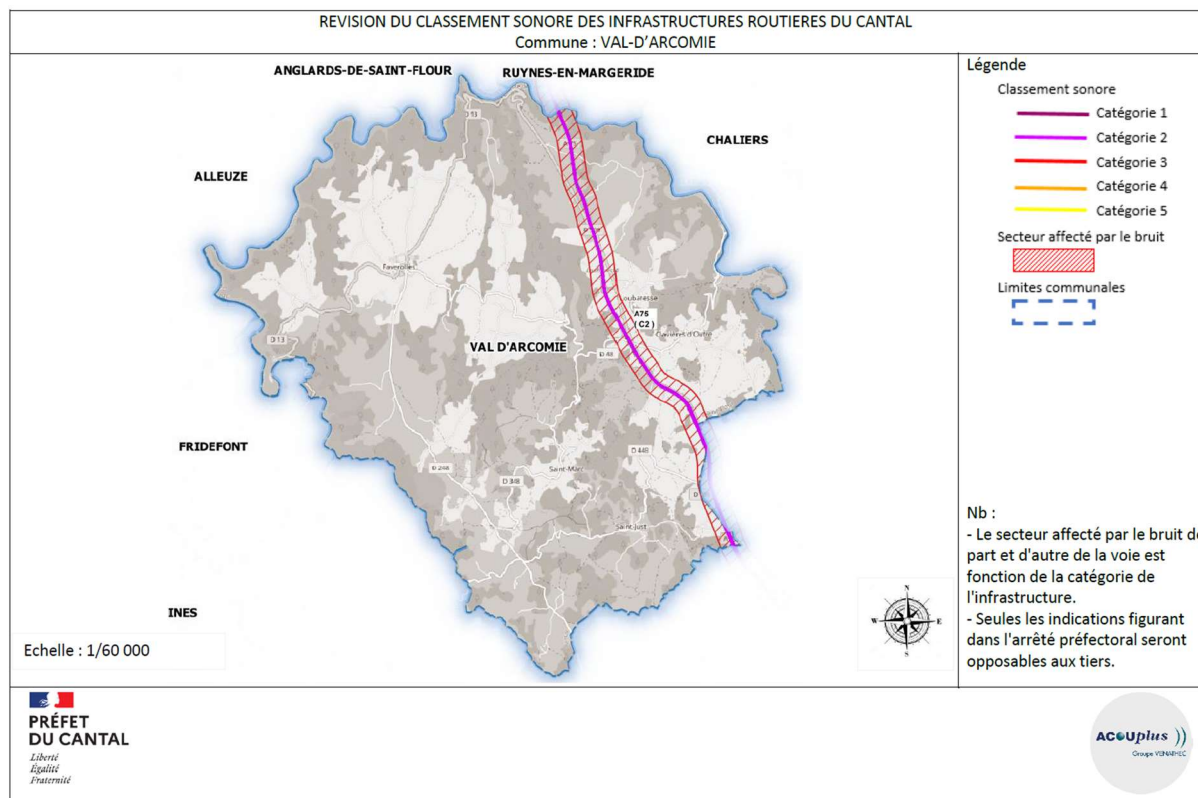 REVISION DU CLASSEMENT SONORE DES INFRASTRUCTURES ROUTIERES DU CANTAL
Commune : VAL-D'ARCOMIE
ANGLARDS-DE-SAINT-FLOUR
RUYNES-EN-MARGERIDE
CHALIERS
ALLEUZE
FRIDEFONT
INES
D 13
Faverolles
Loubaresse
A75
( C2 )
Clavières-d'Outre
VAL D'ARCOMIE
D 48
D 13
D 448
D 248
D 348
Saint-Marc
D
Saint-Just
N
W
E
S
Echelle : 1/60 000
Légende
Classement sonore
Catégorie 1
Catégorie 2
Catégorie 3
Catégorie 4
Catégorie 5
Secteur affecté par le bruit
Limites communales
Nb :
- Le secteur affecté par le bruit de
part et d'autre de la voie est
fonction de la catégorie de
l'infrastructure.
- Seules les indications figurant
dans l'arrêté préfectoral seront
opposables aux tiers.
PRÉFET
DU CANTAL
Liberté
Égalité
Fraternité
ACOUplus ))
Groupe VENATHEC